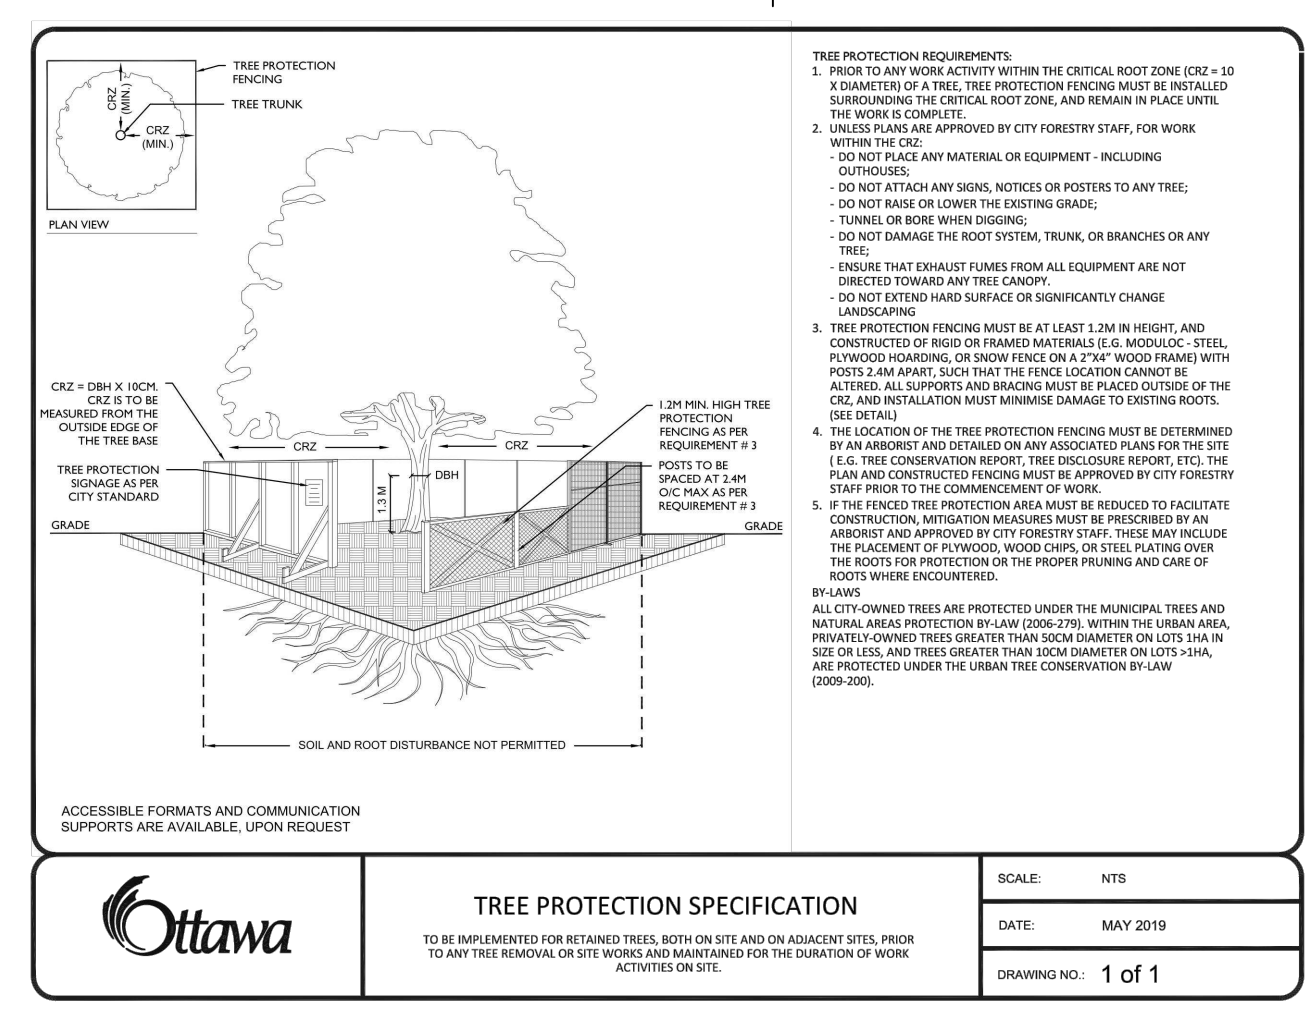 TREE PROTECTION
FENCING
TREE TRUNK
CRZ
(MIN.)
CRZ
(MIN.)
PLAN VIEW
CRZ = DBH X 10CM.
CRZ IS TO BE
MEASURED FROM THE
OUTSIDE EDGE OF
THE TREE BASE
TREE PROTECTION
SIGNAGE AS PER
CITY STANDARD
GRADE
CRZ
CRZ
DBH
1.3 M
1.2M MIN. HIGH TREE
PROTECTION
FENCING AS PER
REQUIREMENT # 3
POSTS TO BE
SPACED AT 2.4M
O/C MAX AS PER
REQUIREMENT # 3
GRADE
SOIL AND ROOT DISTURBANCE NOT PERMITTED
ACCESSIBLE FORMATS AND COMMUNICATION
SUPPORTS ARE AVAILABLE, UPON REQUEST
TREE PROTECTION REQUIREMENTS:
1. PRIOR TO ANY WORK ACTIVITY WITHIN THE CRITICAL ROOT ZONE (CRZ = 10
X DIAMETER) OF A TREE, TREE PROTECTION FENCING MUST BE INSTALLED
SURROUNDING THE CRITICAL ROOT ZONE, AND REMAIN IN PLACE UNTIL
THE WORK IS COMPLETE.
2. UNLESS PLANS ARE APPROVED BY CITY FORESTRY STAFF, FOR WORK
WITHIN THE CRZ:
- DO NOT PLACE ANY MATERIAL OR EQUIPMENT - INCLUDING
OUTHOUSES;
- DO NOT ATTACH ANY SIGNS, NOTICES OR POSTERS TO ANY TREE;
- DO NOT RAISE OR LOWER THE EXISTING GRADE;
- TUNNEL OR BORE WHEN DIGGING;
- DO NOT DAMAGE THE ROOT SYSTEM, TRUNK, OR BRANCHES OR ANY
TREE;
- ENSURE THAT EXHAUST FUMES FROM ALL EQUIPMENT ARE NOT
DIRECTED TOWARD ANY TREE CANOPY.
- DO NOT EXTEND HARD SURFACE OR SIGNIFICANTLY CHANGE
LANDSCAPING
3. TREE PROTECTION FENCING MUST BE AT LEAST 1.2M IN HEIGHT, AND
CONSTRUCTED OF RIGID OR FRAMED MATERIALS (E.G. MODULOC - STEEL,
PLYWOOD HOARDING, OR SNOW FENCE ON A 2"X4" WOOD FRAME) WITH
POSTS 2.4M APART, SUCH THAT THE FENCE LOCATION CANNOT BE
ALTERED. ALL SUPPORTS AND BRACING MUST BE PLACED OUTSIDE OF THE
CRZ, AND INSTALLATION MUST MINIMISE DAMAGE TO EXISTING ROOTS.
(SEE DETAIL)
4. THE LOCATION OF THE TREE PROTECTION FENCING MUST BE DETERMINED
BY AN ARBORIST AND DETAILED ON ANY ASSOCIATED PLANS FOR THE SITE
( E.G. TREE CONSERVATION REPORT, TREE DISCLOSURE REPORT, ETC). THE
PLAN AND CONSTRUCTED FENCING MUST BE APPROVED BY CITY FORESTRY
STAFF PRIOR TO THE COMMENCEMENT OF WORK.
5. IF THE FENCED TREE PROTECTION AREA MUST BE REDUCED TO FACILITATE
CONSTRUCTION, MITIGATION MEASURES MUST BE PRESCRIBED BY AN
ARBORIST AND APPROVED BY CITY FORESTRY STAFF. THESE MAY INCLUDE
THE PLACEMENT OF PLYWOOD, WOOD CHIPS, OR STEEL PLATING OVER
THE ROOTS FOR PROTECTION OR THE PROPER PRUNING AND CARE OF
ROOTS WHERE ENCOUNTERED.
BY-LAWS
ALL CITY-OWNED TREES ARE PROTECTED UNDER THE MUNICIPAL TREES AND
NATURAL AREAS PROTECTION BY-LAW (2006-279). WITHIN THE URBAN AREA,
PRIVATELY-OWNED TREES GREATER THAN 50CM DIAMETER ON LOTS 1HA IN
SIZE OR LESS, AND TREES GREATER THAN 10CM DIAMETER ON LOTS >1HA,
ARE PROTECTED UNDER THE URBAN TREE CONSERVATION BY-LAW
(2009-200).
Ottawa
TREE PROTECTION SPECIFICATION
TO BE IMPLEMENTED FOR RETAINED TREES, BOTH ON SITE AND ON ADJACENT SITES, PRIOR
TO ANY TREE REMOVAL OR SITE WORKS AND MAINTAINED FOR THE DURATION OF WORK
ACTIVITIES ON SITE.
SCALE: NTS
DATE: MAY 2019
DRAWING NO.: 1 of 1